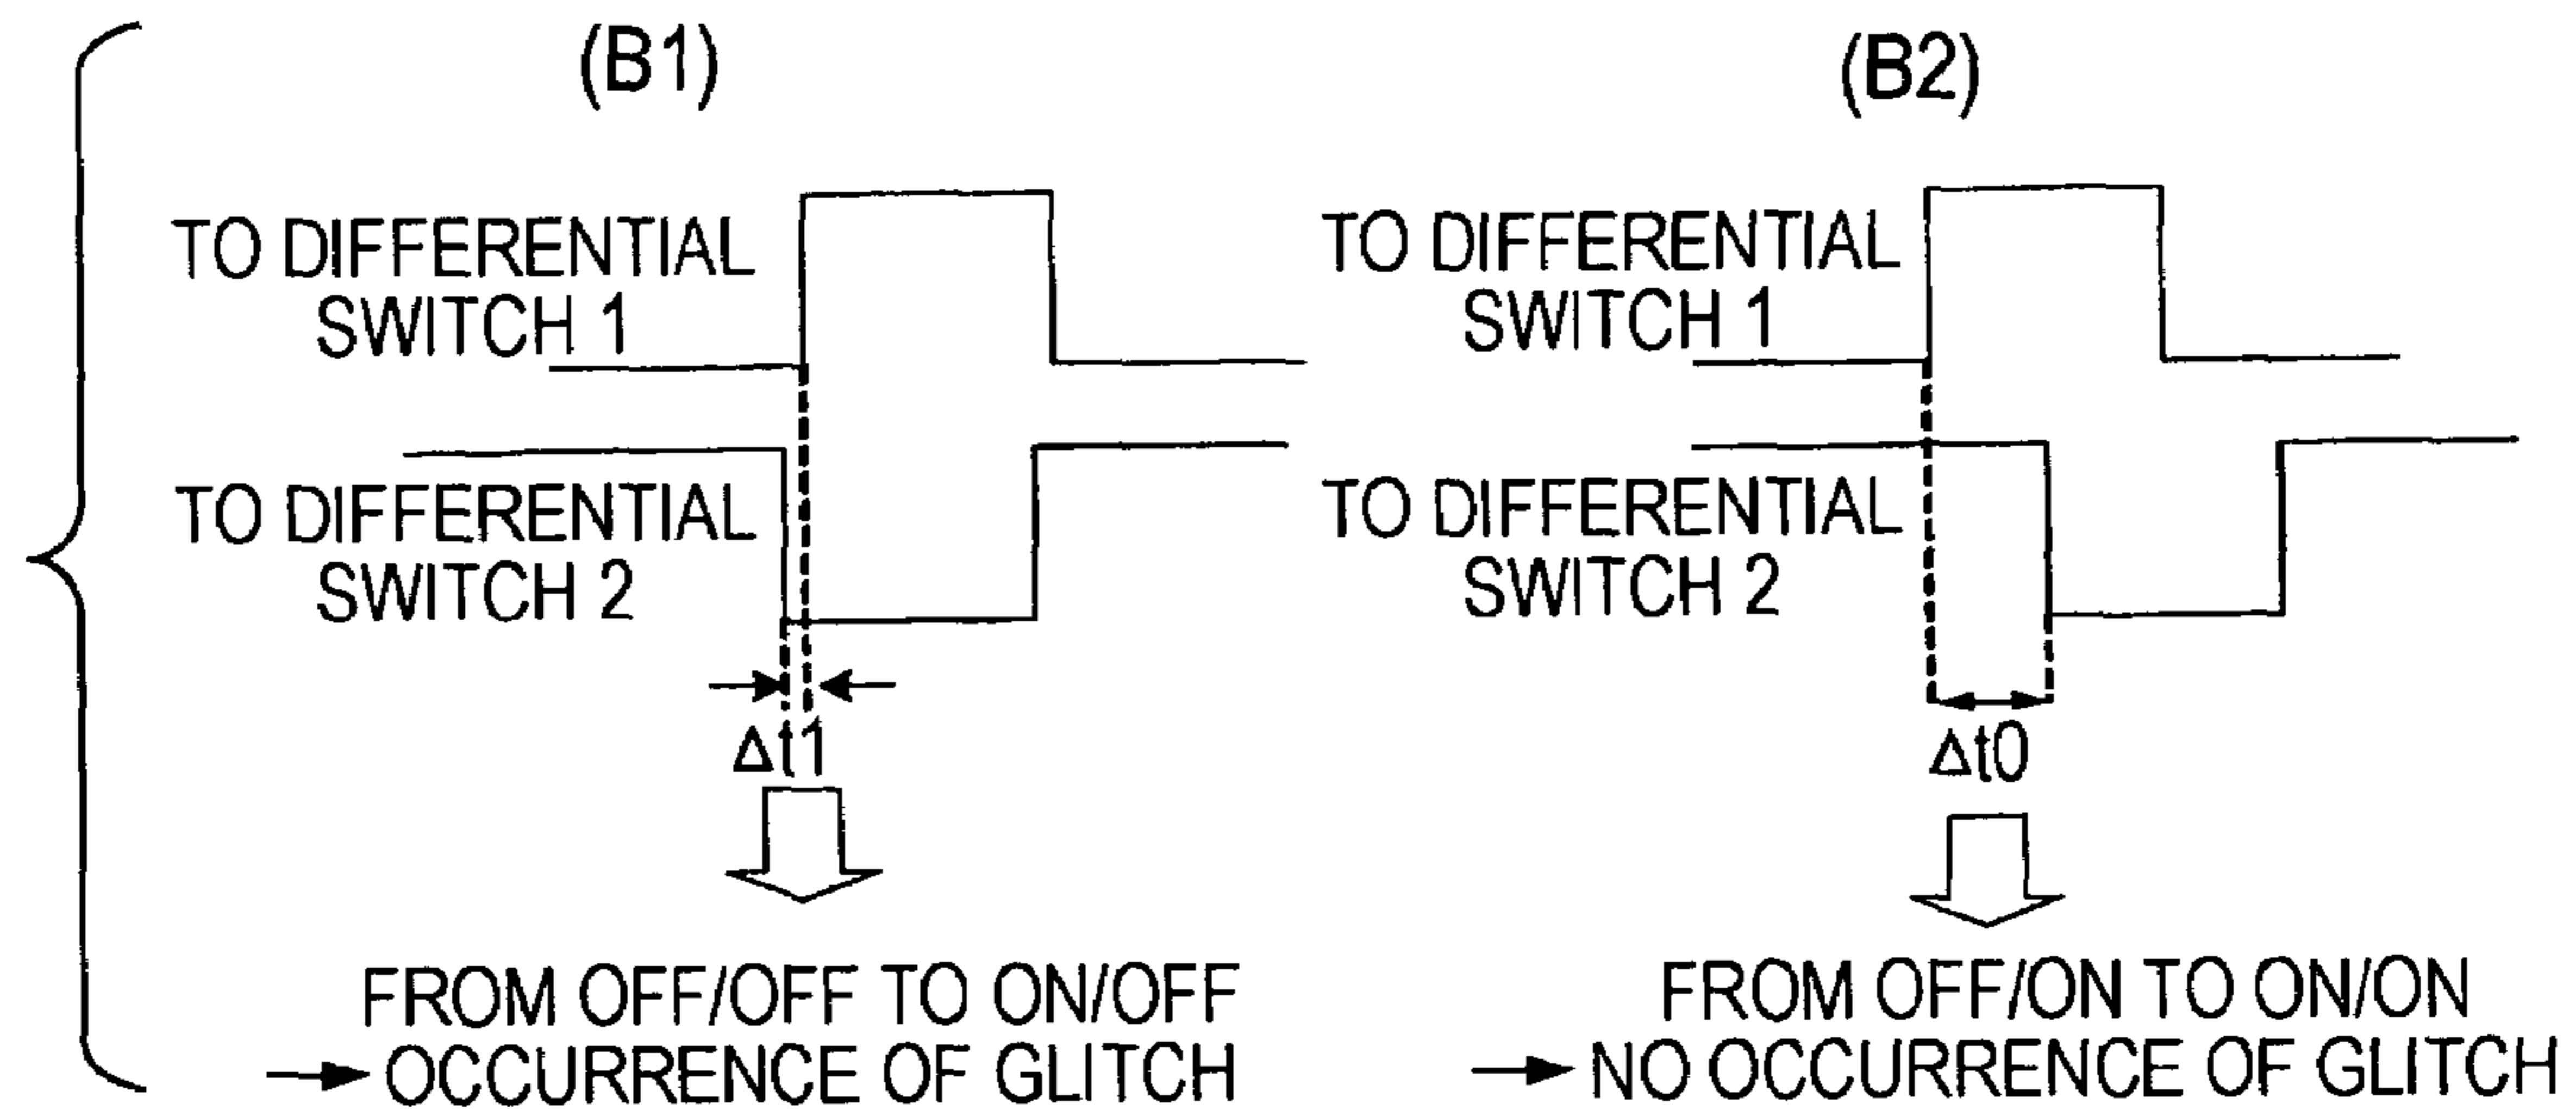 (B1)
TO DIFFERENTIAL
SWITCH 1
TO DIFFERENTIAL
SWITCH 2
Δt1
FROM OFF/OFF TO ON/OFF
→ OCCURRENCE OF GLITCH
(B2)
TO DIFFERENTIAL
SWITCH 1
TO DIFFERENTIAL
SWITCH 2
Δt0
FROM OFF/ON TO ON/ON
→ NO OCCURRENCE OF GLITCH